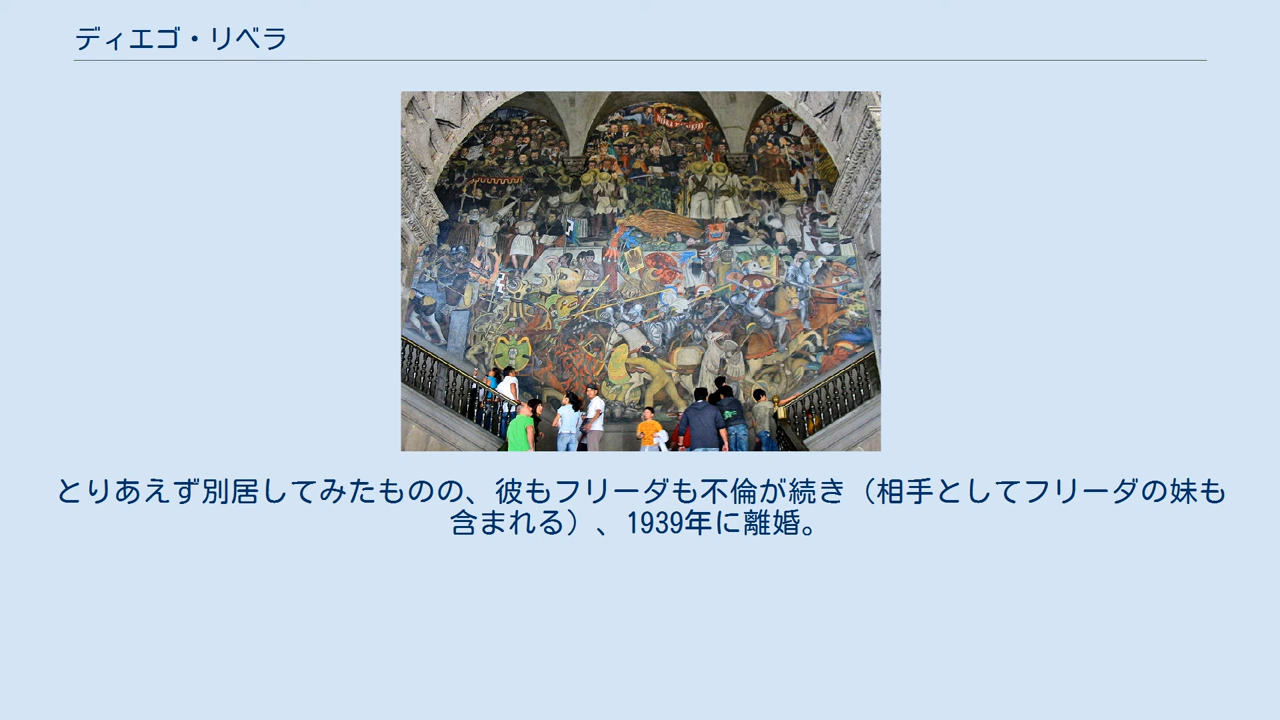 ディエゴ・リベラ
とりあえず別居してみたものの、彼もフリーダも不倫が続き（相手としてフリーダの妹も
含まれる）、1939年に離婚。